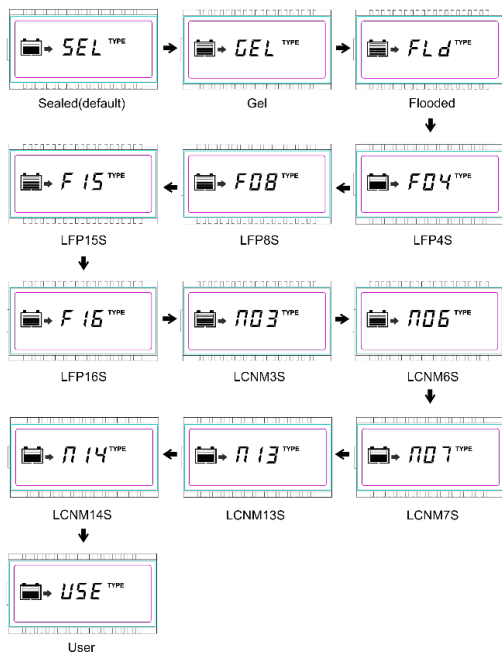 SEL TYPE
GEL TYPE
FLd TYPE
Sealed(default)
Gel
Flooded
F15 TYPE
F08 TYPE
F04 TYPE
LFP15S
LFP8S
LFP4S
F16 TYPE
N03 TYPE
N06 TYPE
LFP16S
LCNM3S
LCNM6S
N14 TYPE
N13 TYPE
N07 TYPE
LCNM14S
LCNM13S
LCNM7S
USE TYPE
User